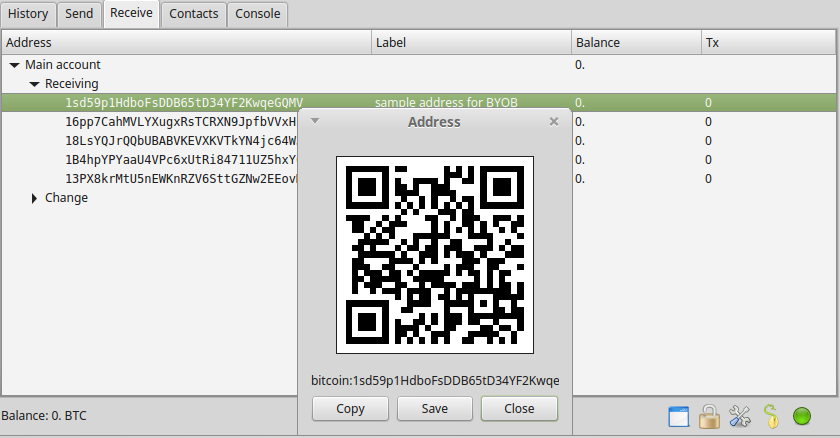 History Send Receive Contacts Console
Address Label Balance Tx
Main account 0.
Receiving
1sd59p1HdboFsDDB65tD34YF2KwqeGQMV sample address for BYOB 0. 0
16pp7CahMVLYXugxRsTCRXN9JpfbVVxH 0. 0
18LsYQJrQQbUBABVKEVXKVTkYN4jc64W 0. 0
1B4hpYPYaaU4VPc6xUtRi84711UZ5hxY 0. 0
13PX8krMtU5nEWKnRZV6SttGZNw2EEov 0. 0
Change
Address
bitcoin:1sd59p1HdboFsDDB65tD34YF2Kwqe
Copy Save Close
Balance: 0. BTC